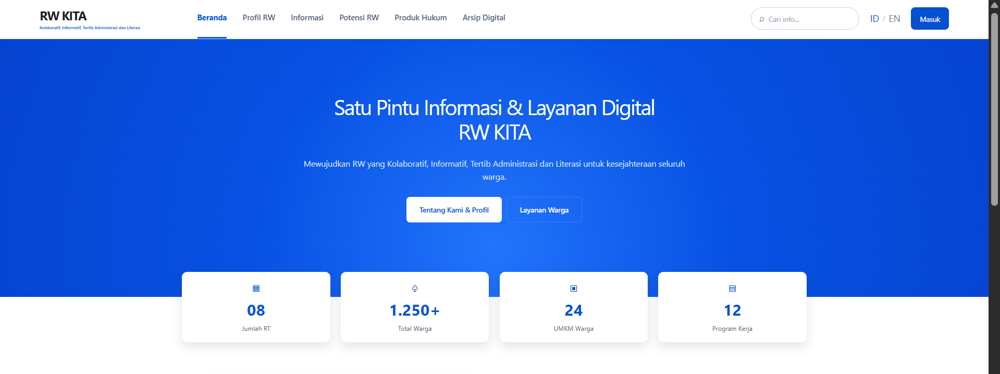 RW KITA
Kolaboratif, Informatif, Tertib Administrasi dan Literasi
Beranda
Profil RW
Informasi
Potensi RW
Produk Hukum
Arsip Digital
Cari info...
ID / EN
Masuk
Satu Pintu Informasi & Layanan Digital
RW KITA
Mewujudkan RW yang Kolaboratif, Informatif, Tertib Administrasi dan Literasi untuk kesejahteraan seluruh
warga.
Tentang Kami & Profil
Layanan Warga
08
Jumlah RT
1.250+
Total Warga
24
UMKM Warga
12
Program Kerja